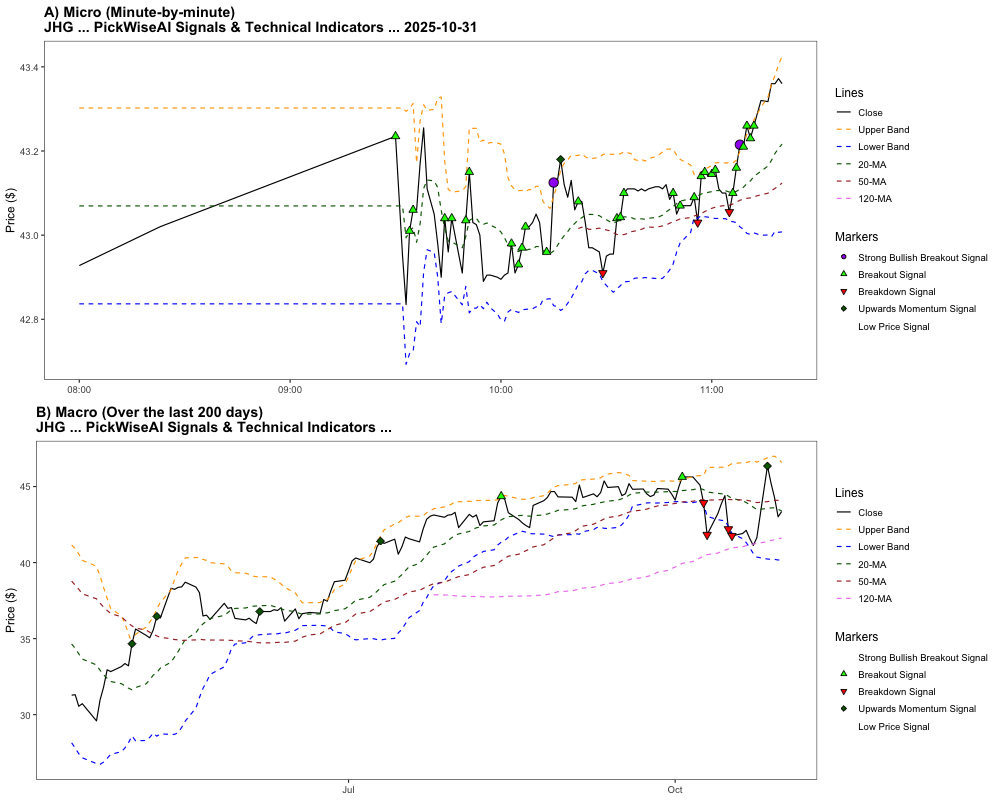 A) Micro (Minute-by-minute)
JHG ... PickWiseAI Signals & Technical Indicators ... 2025-10-31
Price ($)
43.4
43.2
43.0
42.8
08:00
09:00
10:00
11:00
Lines
Close
Upper Band
Lower Band
20-MA
50-MA
120-MA
Markers
Strong Bullish Breakout Signal
Breakout Signal
Breakdown Signal
Upwards Momentum Signal
Low Price Signal
B) Macro (Over the last 200 days)
JHG ... PickWiseAI Signals & Technical Indicators ...
Price ($)
45
40
35
30
Jul
Oct
Lines
Close
Upper Band
Lower Band
20-MA
50-MA
120-MA
Markers
Strong Bullish Breakout Signal
Breakout Signal
Breakdown Signal
Upwards Momentum Signal
Low Price Signal